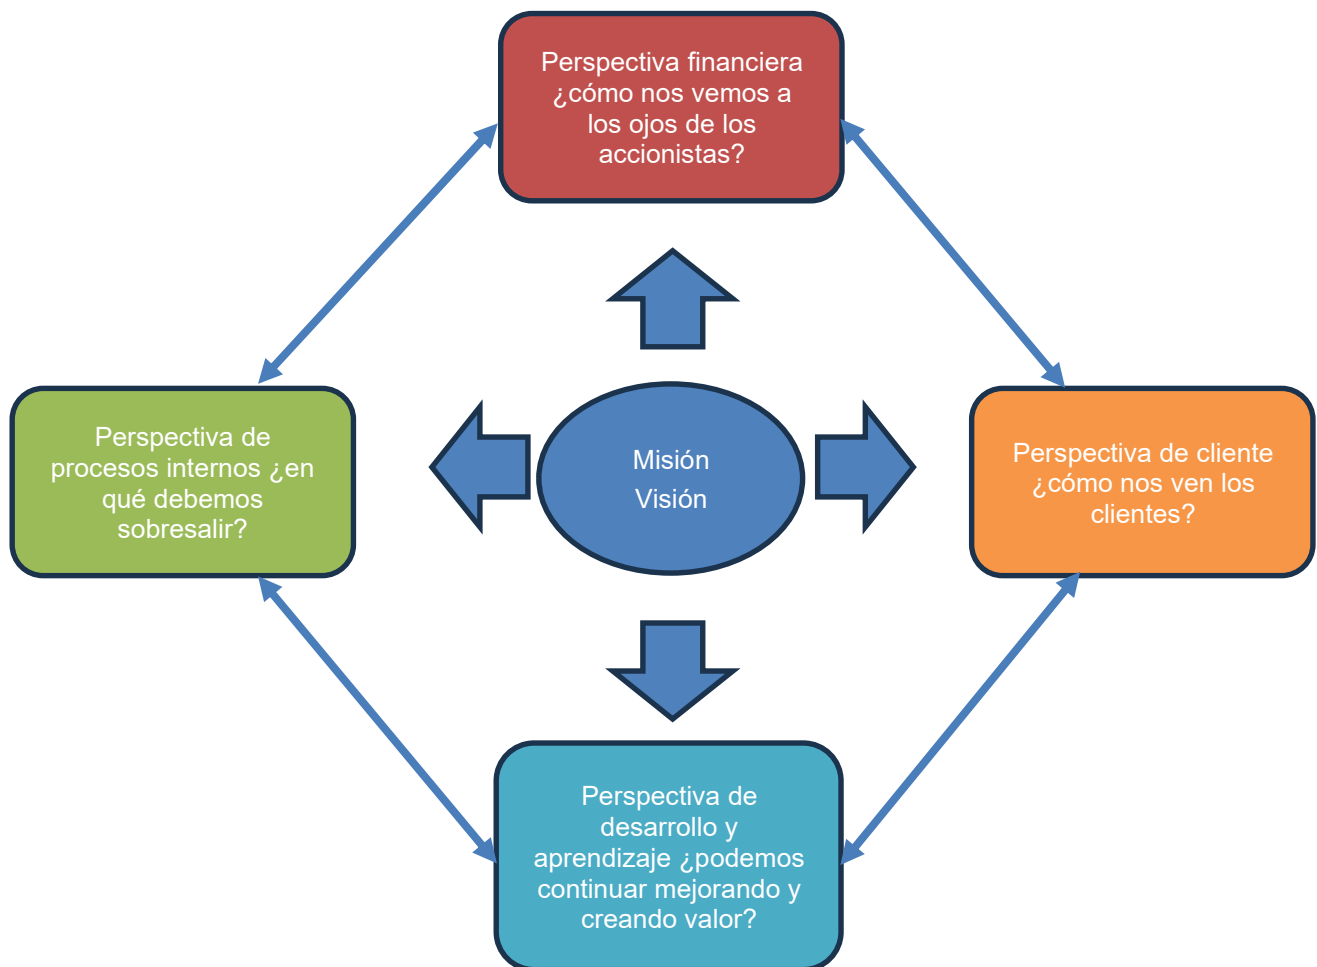 Perspectiva financiera
¿cómo nos vemos a
los ojos de los
accionistas?
Perspectiva de
procesos internos ¿en
qué debemos
sobresalir?
Misión
Visión
Perspectiva de cliente
¿cómo nos ven los
clientes?
Perspectiva de
desarrollo y
aprendizaje ¿podemos
continuar mejorando y
creando valor?